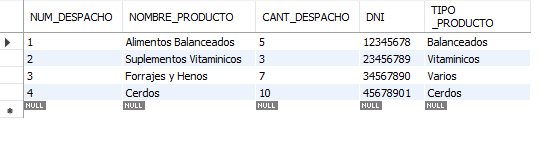 NUM_DESPACHO NOMBRE_PRODUCTO CANT_DESPACHO DNI TIPO _PRODUCTO
1 Alimentos Balanceados 5 12345678 Balanceados
2 Suplementos Vitaminicos 3 23456789 Vitaminicos
3 Forrajes y Henos 7 34567890 Varios
4 Cerdos 10 45678901 Cerdos
NULL NULL NULL NULL NULL